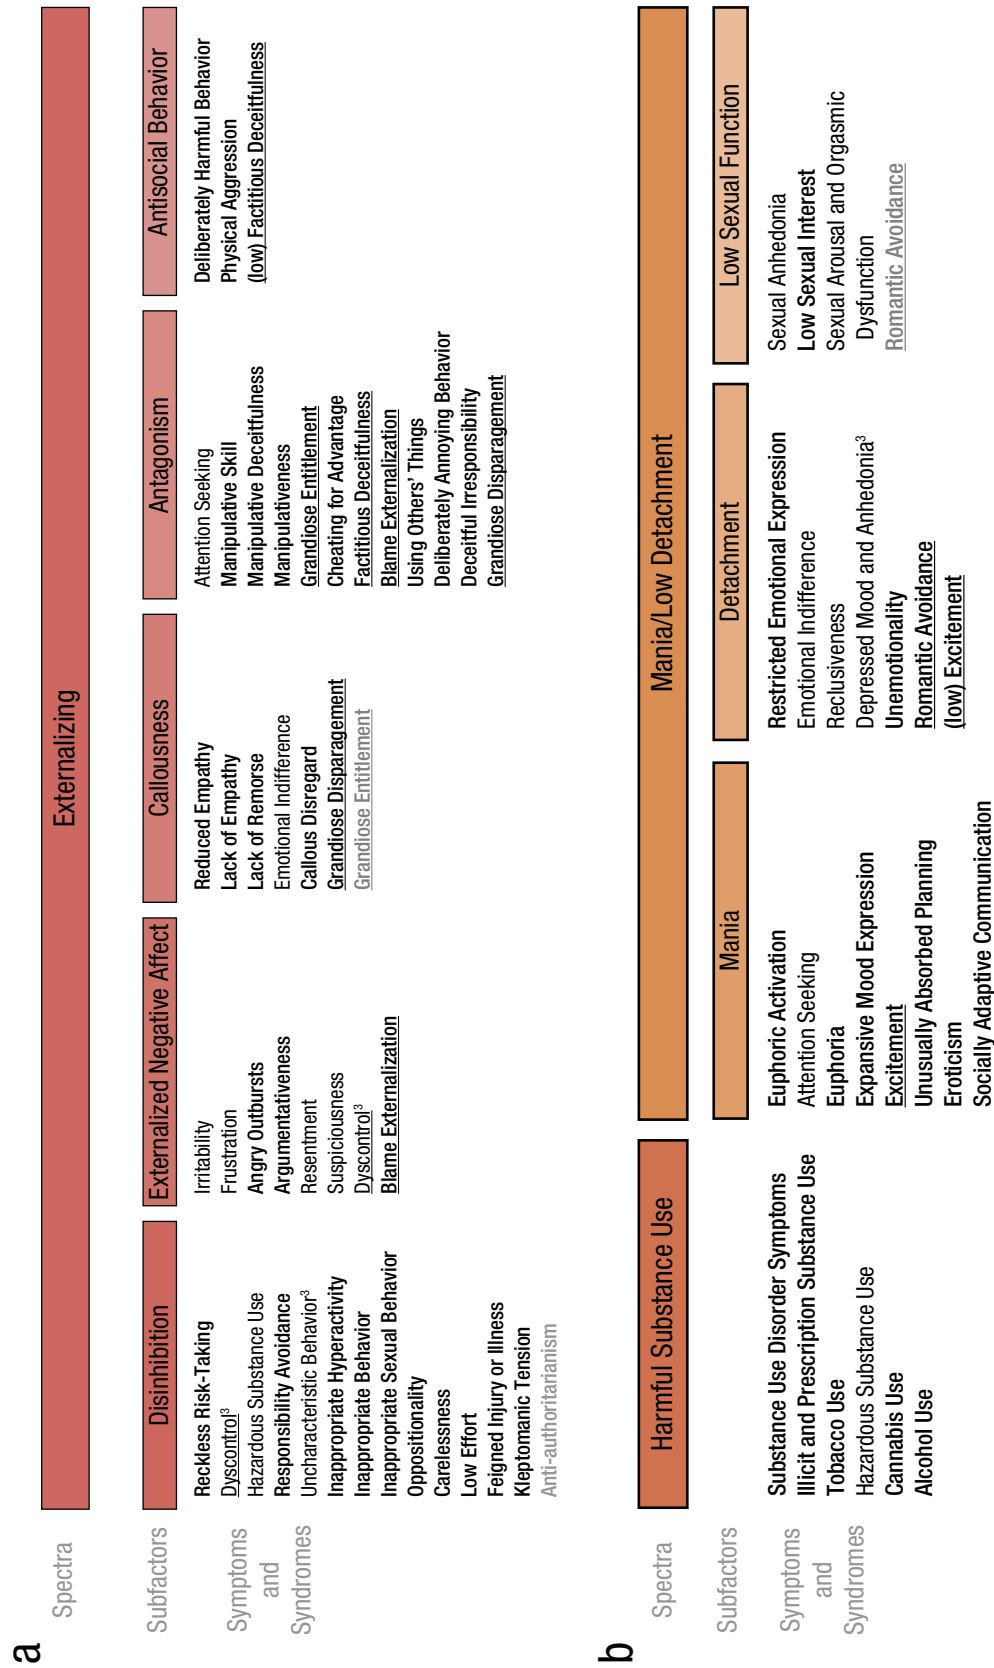 a
Spectra
Externalizing
Subfactors
Disinhibition
Externalized Negative Affect
Callousness
Antagonism
Antisocial Behavior
Symptoms
and
Syndromes
Reckless Risk-Taking
Dyscontrol³
Hazardous Substance Use
Responsibility Avoidance
Uncharacteristic Behavior³
Inappropriate Hyperactivity
Inappropriate Behavior
Inappropriate Sexual Behavior
Oppositionality
Carelessness
Low Effort
Feigned Injury or Illness
Kleptomanic Tension
Anti-authoritarianism
Irritability
Frustration
Angry Outbursts
Argumentativeness
Resentment
Suspiciousness
Dyscontrol³
Blame Externalization
Reduced Empathy
Lack of Empathy
Lack of Remorse
Emotional Indifference
Callous Disregard
Grandiose Disparagement
Grandiose Entitlement
Attention Seeking
Manipulative Skill
Manipulative Deceitfulness
Manipulativeness
Grandiose Entitlement
Cheating for Advantage
Factitious Deceitfulness
Blame Externalization
Using Others' Things
Deliberately Annoying Behavior
Deceitful Irresponsibility
Grandiose Disparagement
Deliberately Harmful Behavior
Physical Aggression
(low) Factitious Deceitfulness
b
Spectra
Harmful Substance Use
Mania/Low Detachment
Subfactors
Mania
Detachment
Low Sexual Function
Symptoms
and
Syndromes
Substance Use Disorder Symptoms
Illicit and Prescription Substance Use
Tobacco Use
Hazardous Substance Use
Cannabis Use
Alcohol Use
Euphoric Activation
Attention Seeking
Euphoria
Expansive Mood Expression
Excitement
Unusually Absorbed Planning
Eroticism
Socially Adaptive Communication
Restricted Emotional Expression
Emotional Indifference
Reclusiveness
Depressed Mood and Anhedonia³
Unemotionality
Romantic Avoidance
(low) Excitement
Sexual Anhedonia
Low Sexual Interest
Sexual Arousal and Orgasmic
Dysfunction
Romantic Avoidance